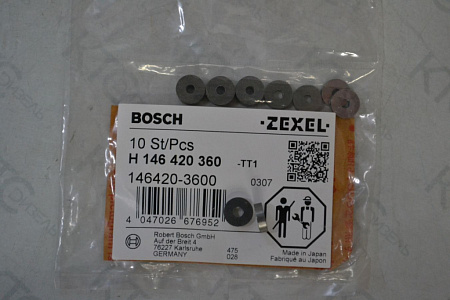 BOSCH
·ZEXEL·
10 St/Pcs
H 146 420 360 -TT1
146420-3600
0307
4 047026 676952
Robert Bosch GmbH
Auf der Breit 4
76227 Karlsruhe
GERMANY
475
028
Made in Japan
Fabriqué au Japon